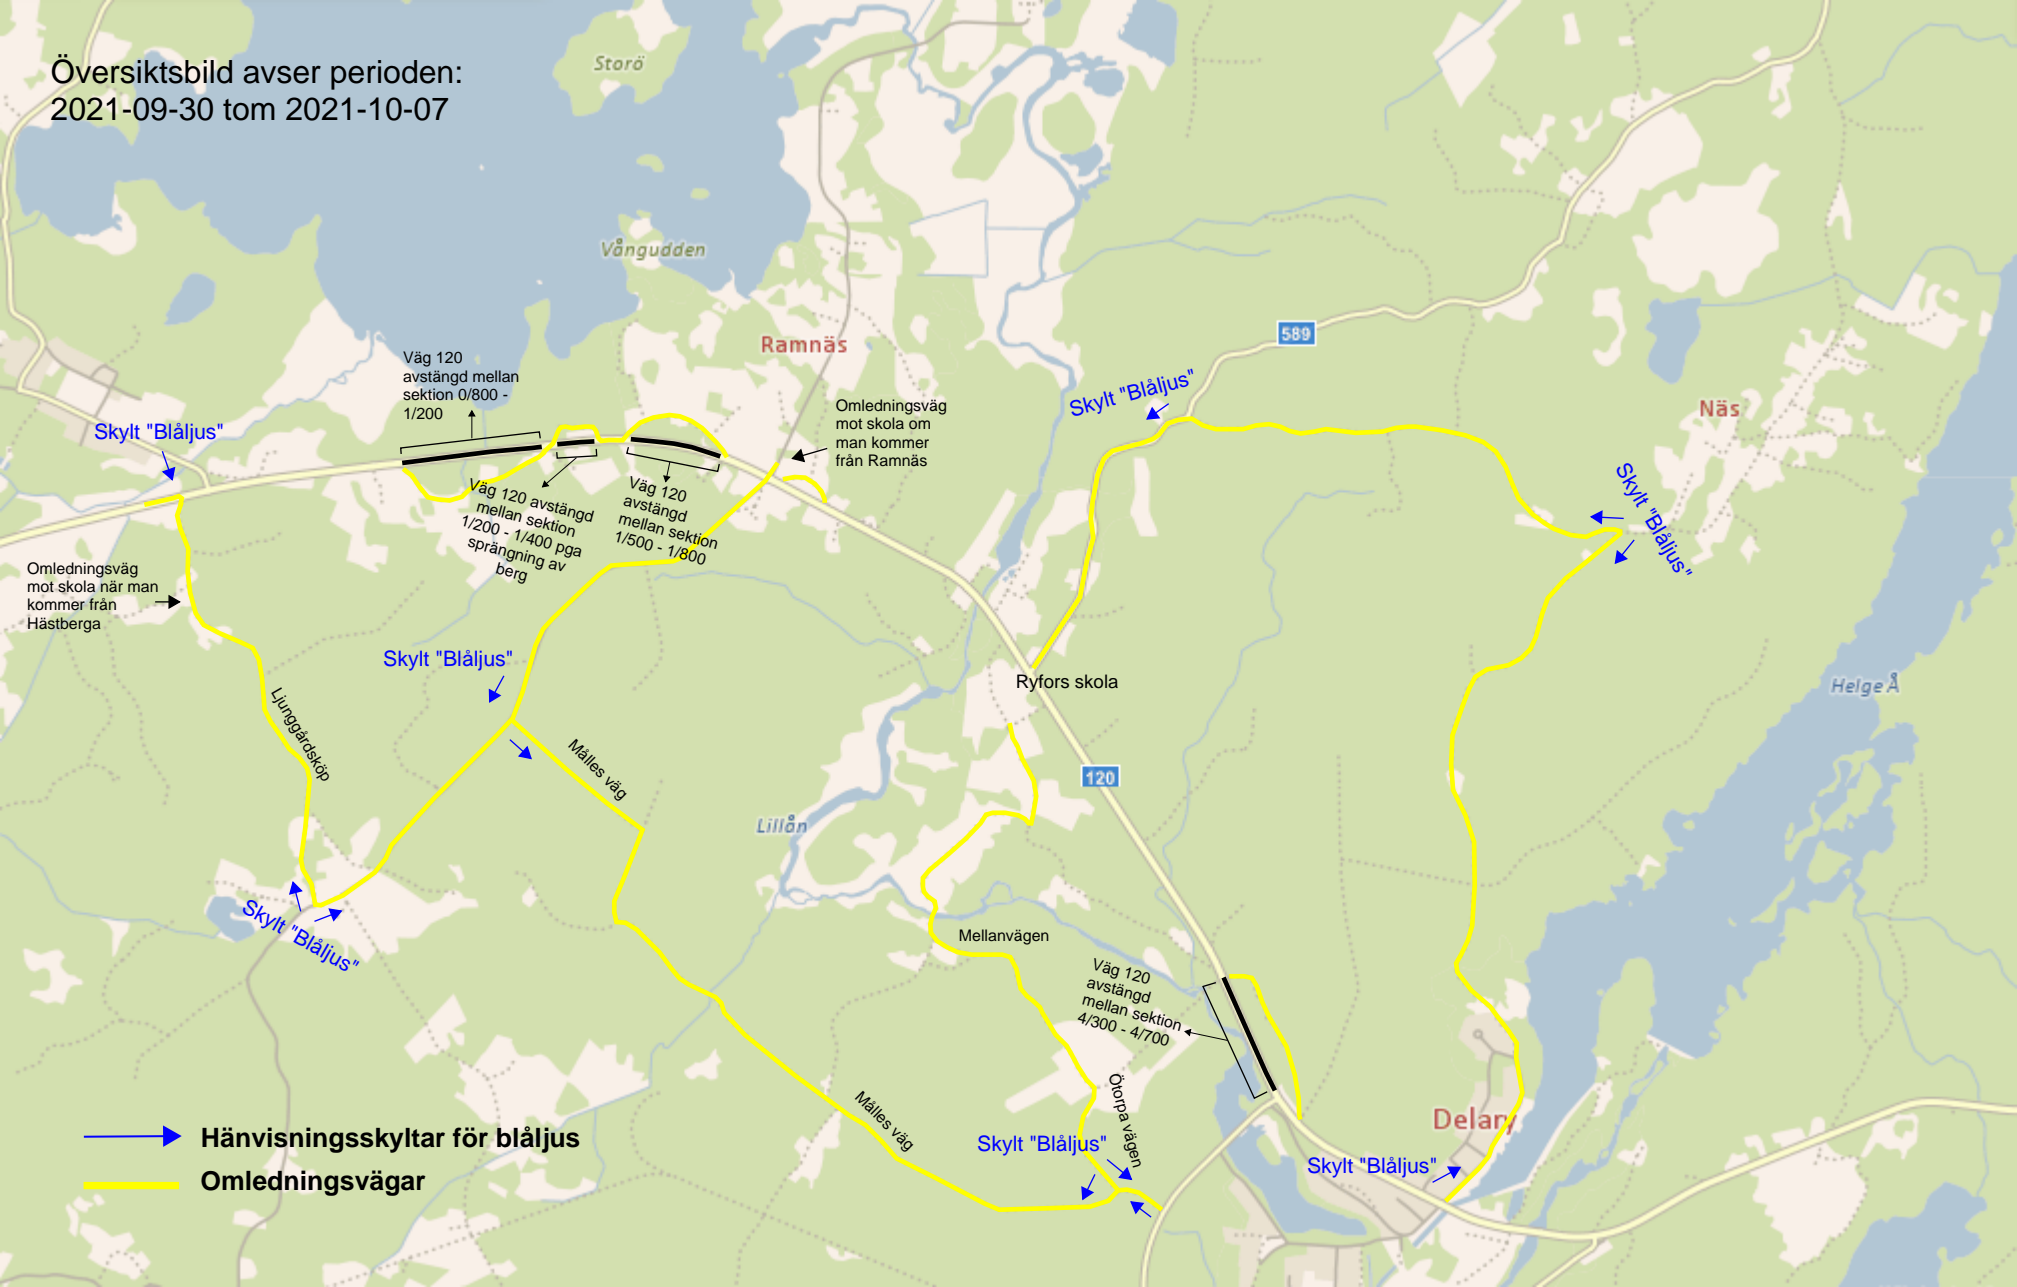 Översiktsbild avser perioden:
2021-09-30 tom 2021-10-07
Storö
Vångudden
Ramnäs
589
Näs
Väg 120
avstängd mellan
sektion 0/800 -
1/200
Skylt "Blåljus"
Skylt "Blåljus"
Omledningsväg
mot skola om
man kommer
från Ramnäs
Väg 120 avstängd
mellan sektion
1/200 - 1/400 pga
sprängning av
berg
Väg 120
avstängd
mellan sektion
1/500 - 1/800
Skylt "Blåljus"
Omledningsväg
mot skola när man
kommer från
Hästberga
Skylt "Blåljus"
Ryfors skola
Helge Å
Ljunggårdsköp
Målles väg
120
Lillån
Skylt "Blåljus"
Mellanvägen
Väg 120
avstängd
mellan sektion
4/300 - 4/700
Ötorpa vägen
Målles väg
Delary
Skylt "Blåljus"
Skylt "Blåljus"
Hänvisningsskyltar för blåljus
Omledningsvägar